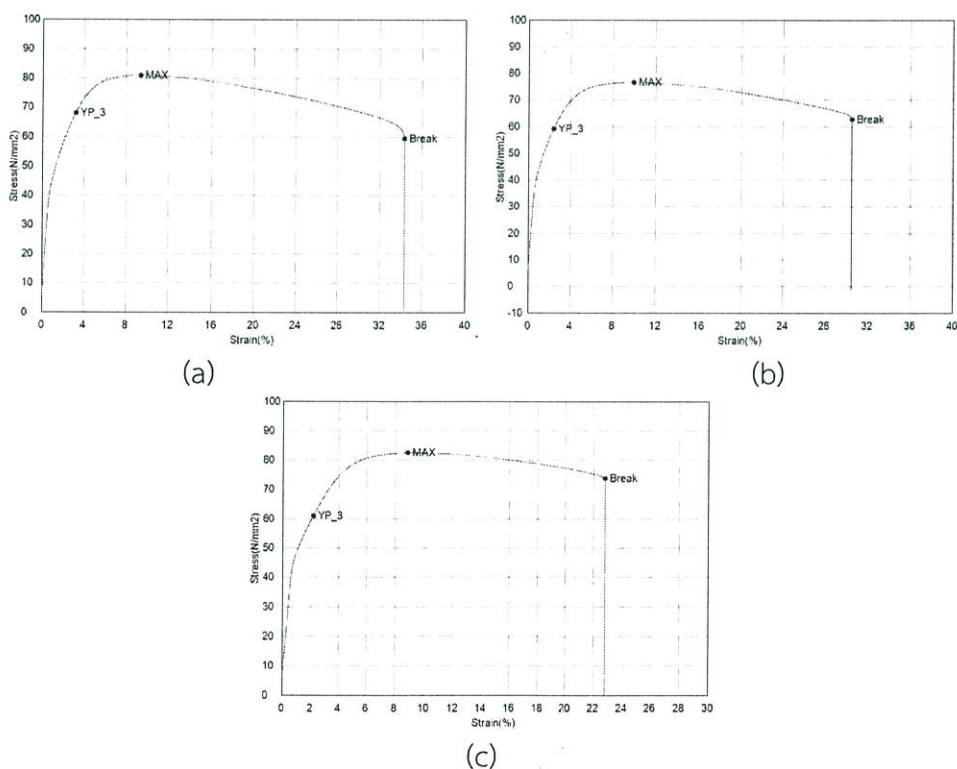 100
90
80
70
60
50
40
30
20
10
0
Stress(N/mm2)
MAX
YP_3
Break
0 4 8 12 16 20 24 28 32 36 40
Strain(%)
(a)
100
90
80
70
60
50
40
30
20
10
0
-10
Stress(N/mm2)
MAX
YP_3
Break
0 4 8 12 16 20 24 28 32 36 40
Strain(%)
(b)
100
90
80
70
60
50
40
30
20
10
0
Stress(N/mm2)
MAX
YP_3
Break
0 2 4 6 8 10 12 14 16 18 20 22 24 26 28 30
Strain(%)
(c)